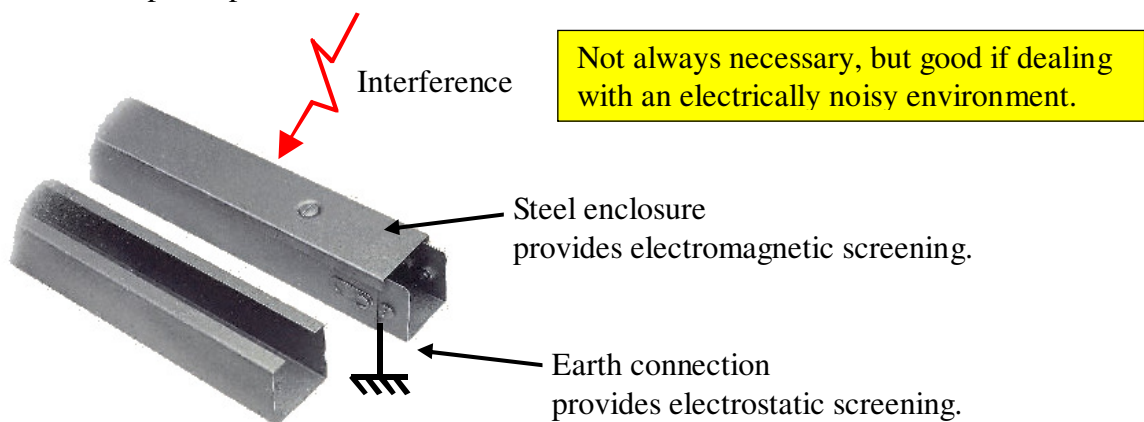 Interference
Not always necessary, but good if dealing
with an electrically noisy environment.
Steel enclosure
provides electromagnetic screening.
Earth connection
provides electrostatic screening.